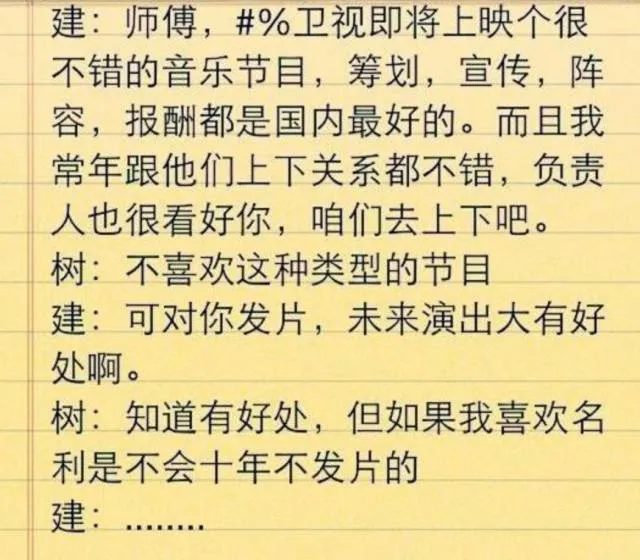 建：师傅，#%卫视即将上映个很
不错的音乐节目，筹划，宣传，阵
容，报酬都是国内最好的。而且我
常年跟他们上下关系都不错，负责
人也很看好你，咱们去上下吧。
树：不喜欢这种类型的节目
建：可对你发片，未来演出大有好
处啊。
树：知道有好处，但如果我喜欢名
利是不会十年不发片的
建：........